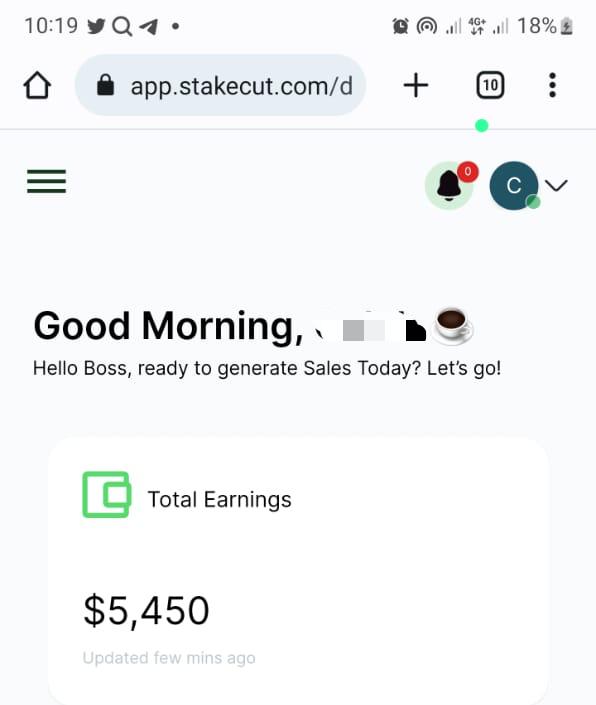 10:19 4G+ 18%
app.stakecut.com/d 10
0
C
Good Morning,
Hello Boss, ready to generate Sales Today? Let's go!
Total Earnings
$5,450
Updated few mins ago